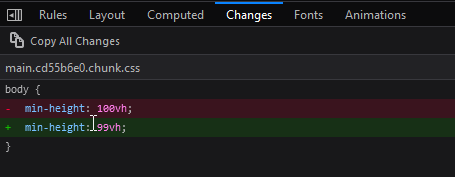 Rules Layout Computed Changes Fonts Animations
Copy All Changes
main.cd55b6e0.chunk.css
body {
- min-height: 100vh;
+ min-height: 99vh;
}